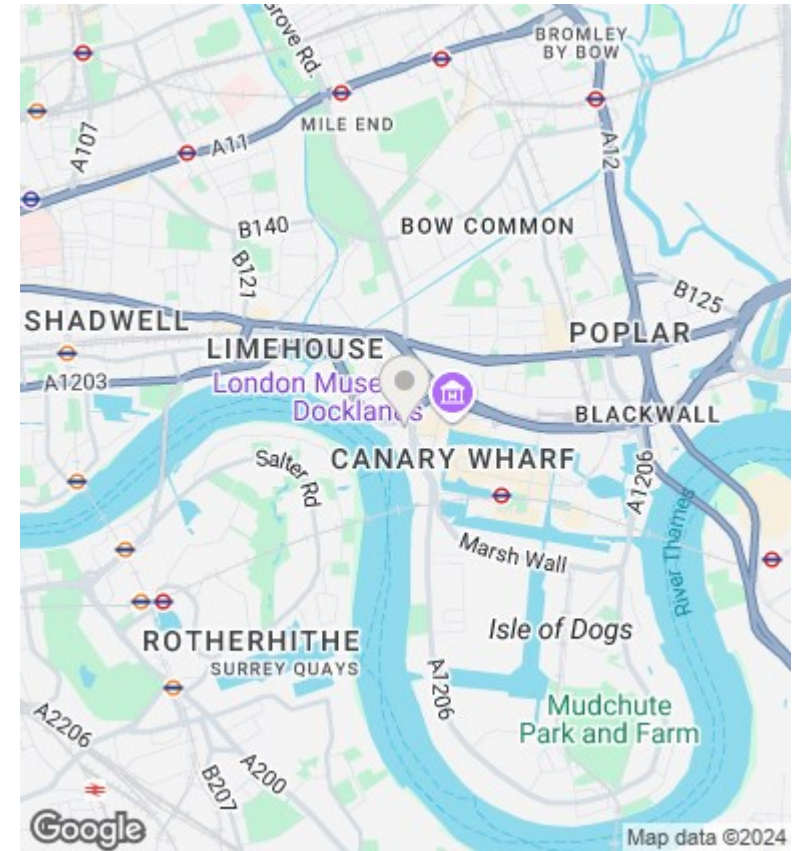 Grove Rd.
BROMLEY
BY BOW
A107
A11
MILE END
A12
B140
BOW COMMON
B121
B125
SHADWELL
LIMEHOUSE
POPLAR
A1203
London Muse
Docklands
BLACKWALL
CANARY WHARF
Salter Rd
A1206
Marsh Wall
River Thames
Isle of Dogs
ROTHERHITHE
SURREY QUAYS
A1206
Mudchute
Park and Farm
A2206
A200
B207
Google
Map data ©2024